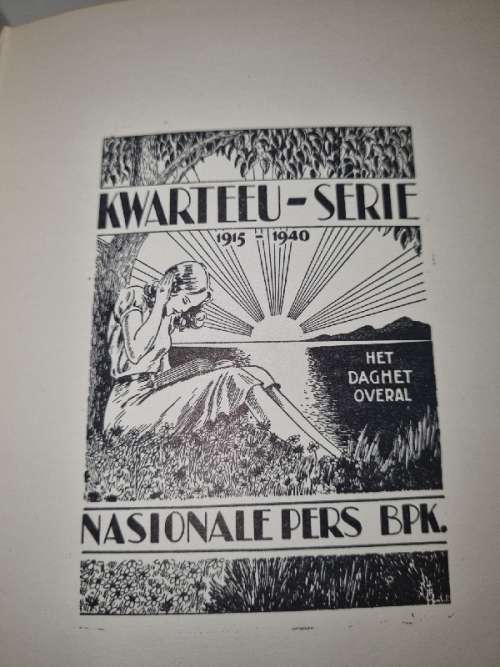 KWARTEEU - SERIE
1915 - 1940
HET
DAGHET
OVERAL
NASIONALE PERS BPK.